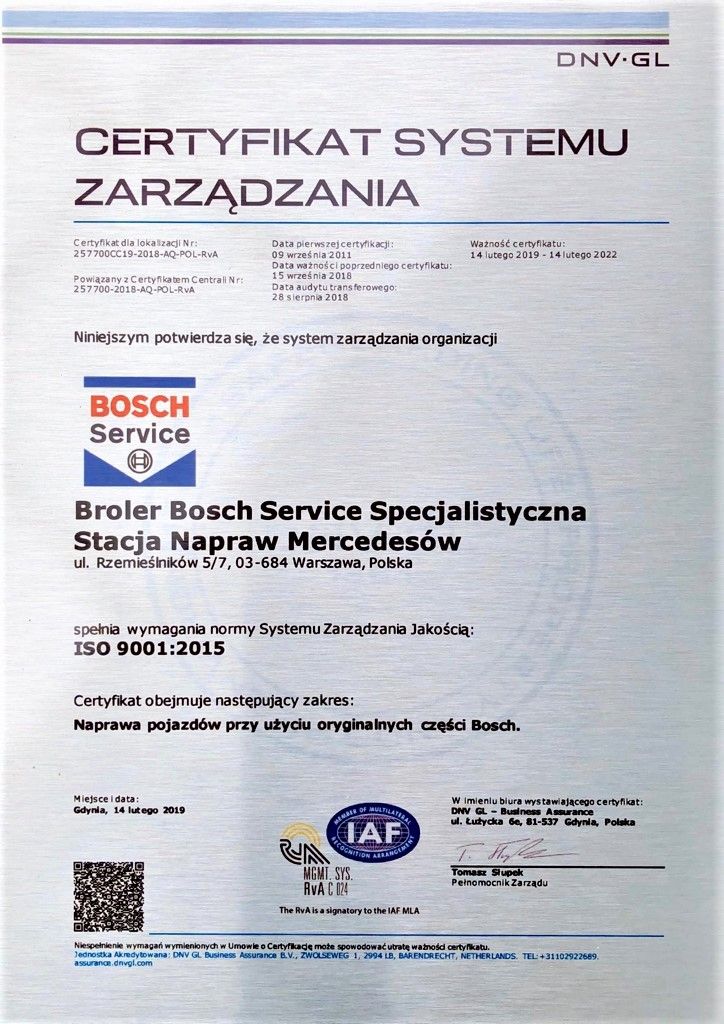 DNV·GL
CERTYFIKAT SYSTEMU
ZARZĄDZANIA
Certyfikat dla lokalizacji Nr:
257700CC19-2018-AQ-POL-RvA
Powiązany z Certyfikatem Centrali Nr:
257700-2018-AQ-POL-RvA
Data pierwszej certyfikacji:
09 września 2011
Data ważności poprzedniego certyfikatu:
15 września 2018
Data audytu transferowego:
28 sierpnia 2018
Ważność certyfikatu:
14 lutego 2019 - 14 lutego 2022
Niniejszym potwierdza się, że system zarządzania organizacji
BOSCH
Service
Broler Bosch Service Specjalistyczna
Stacja Napraw Mercedesów
ul. Rzemieślników 5/7, 03-684 Warszawa, Polska
spełnia wymagania normy Systemu Zarządzania Jakością:
ISO 9001:2015
Certyfikat obejmuje następujący zakres:
Naprawa pojazdów przy użyciu oryginalnych części Bosch.
Miejsce i data:
Gdynia, 14 lutego 2019
RvA
MGMT. SYS.
RvA C 024
MEMBER OF MULTILATERAL
IAF
RECOGNITION ARRANGEMENT
The RvA is a signatory to the IAF MLA
W imieniu biura wystawiającego certyfikat:
DNV GL – Business Assurance
ul. Łużycka 6e, 81-537 Gdynia, Polska
Tomasz Słupek
Pełnomocnik Zarządu
Niespełnienie wymagań wymienionych w Umowie o Certyfikację może spowodować utratę ważności certyfikatu.
Jednostka Akredytowana: DNV GL Business Assurance B.V., ZWOLSEWEG 1, 2994 LB, BARENDRECHT, NETHERLANDS. TEL:+31102922689.
assurance.dnvgl.com